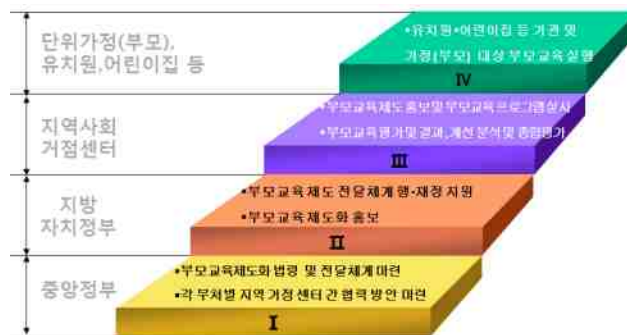 단위가정(부모),
유치원,어린이집 등
•유치원•어린이집 등 기관 및
가정(부모) 대상 부모교육 실행
IV
지역사회
거점센터
•부모교육제도 홍보 및 부모교육프로그램실시
•부모교육평가 및 결과, 개선 분석 및 종합평가
III
지방
자치정부
•부모교육 제도 전달체계 행•재정 지원
•부모교육 제도화 홍보
II
중앙정부
•부모교육제도화 법령 및 전달체계 마련
•각 부처별 지역 거점 센터 간 협력 방안 마련
I